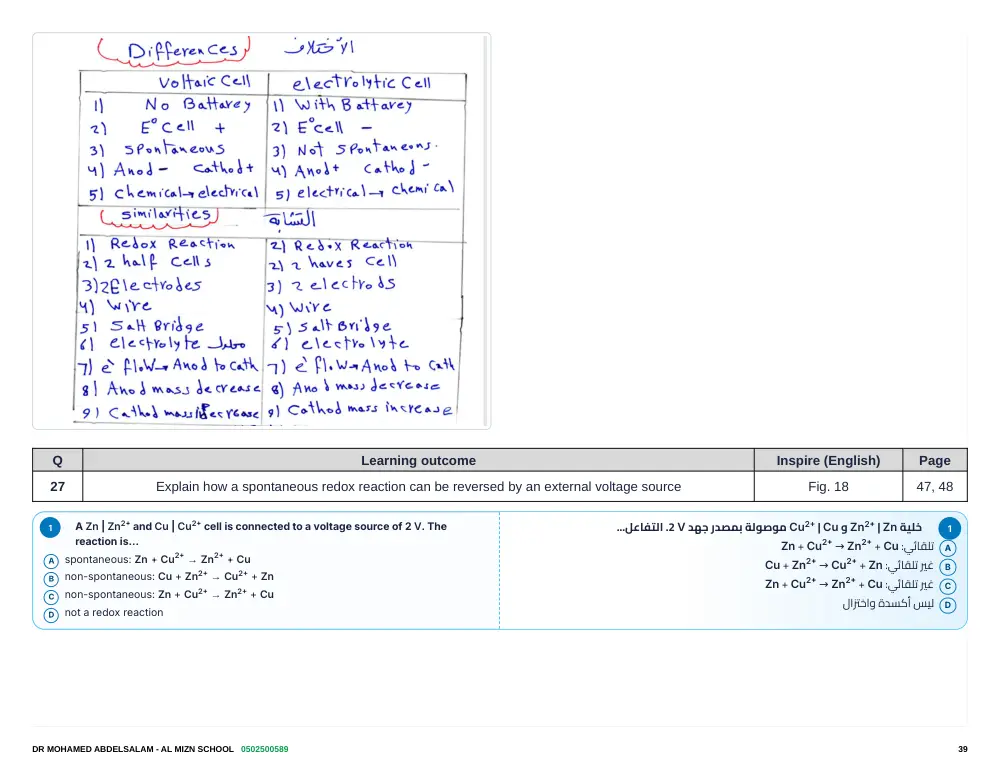 Differences الأختلاف
Voltaic Cell electrolytic Cell
1) No Battarey 1) With Battarey
2) E° Cell + 2) E° cell -
3) Spontaneous 3) Not Spontaneons.
4) Anod - Cathod + 4) Anod + Cathod -
5) Chemical → electrical 5) electrical → chemical
Similarities التشابه
1) Redox Reaction 2) Redox Reaction
2) 2 half Cells 2) 2 haves Cell
3) 2 Electrodes 3) 2 electrods
4) Wire 4) Wire
5) Salt Bridge 5) Salt Bridge
6) electrolyte 6) electrolyte
7) e⁻ flow → Anod to Cath 7) e⁻ flow → Anod to Cath
8) Anod mass decrease 8) Anod mass decrease
9) Cathod mass 9) Cathod mass increase
Q Learning outcome Inspire (English) Page
27 Explain how a spontaneous redox reaction can be reversed by an external voltage source Fig. 18 47, 48
1 A Zn | Zn²⁺ and Cu | Cu²⁺ cell is connected to a voltage source of 2 V. The
reaction is...
A spontaneous: Zn + Cu²⁺ → Zn²⁺ + Cu
B non-spontaneous: Cu + Zn²⁺ → Cu²⁺ + Zn
C non-spontaneous: Zn + Cu²⁺ → Zn²⁺ + Cu
D not a redox reaction
1 خلية Zn | Zn²⁺ و Cu | Cu²⁺ موصولة بمصدر جهد 2 V. التفاعل...
A تلقائي: Zn + Cu²⁺ → Zn²⁺ + Cu
B غير تلقائي: Cu + Zn²⁺ → Cu²⁺ + Zn
C غير تلقائي: Zn + Cu²⁺ → Zn²⁺ + Cu
D ليس أكسدة واختزال
DR MOHAMED ABDELSALAM - AL MIZN SCHOOL 0502500589 39